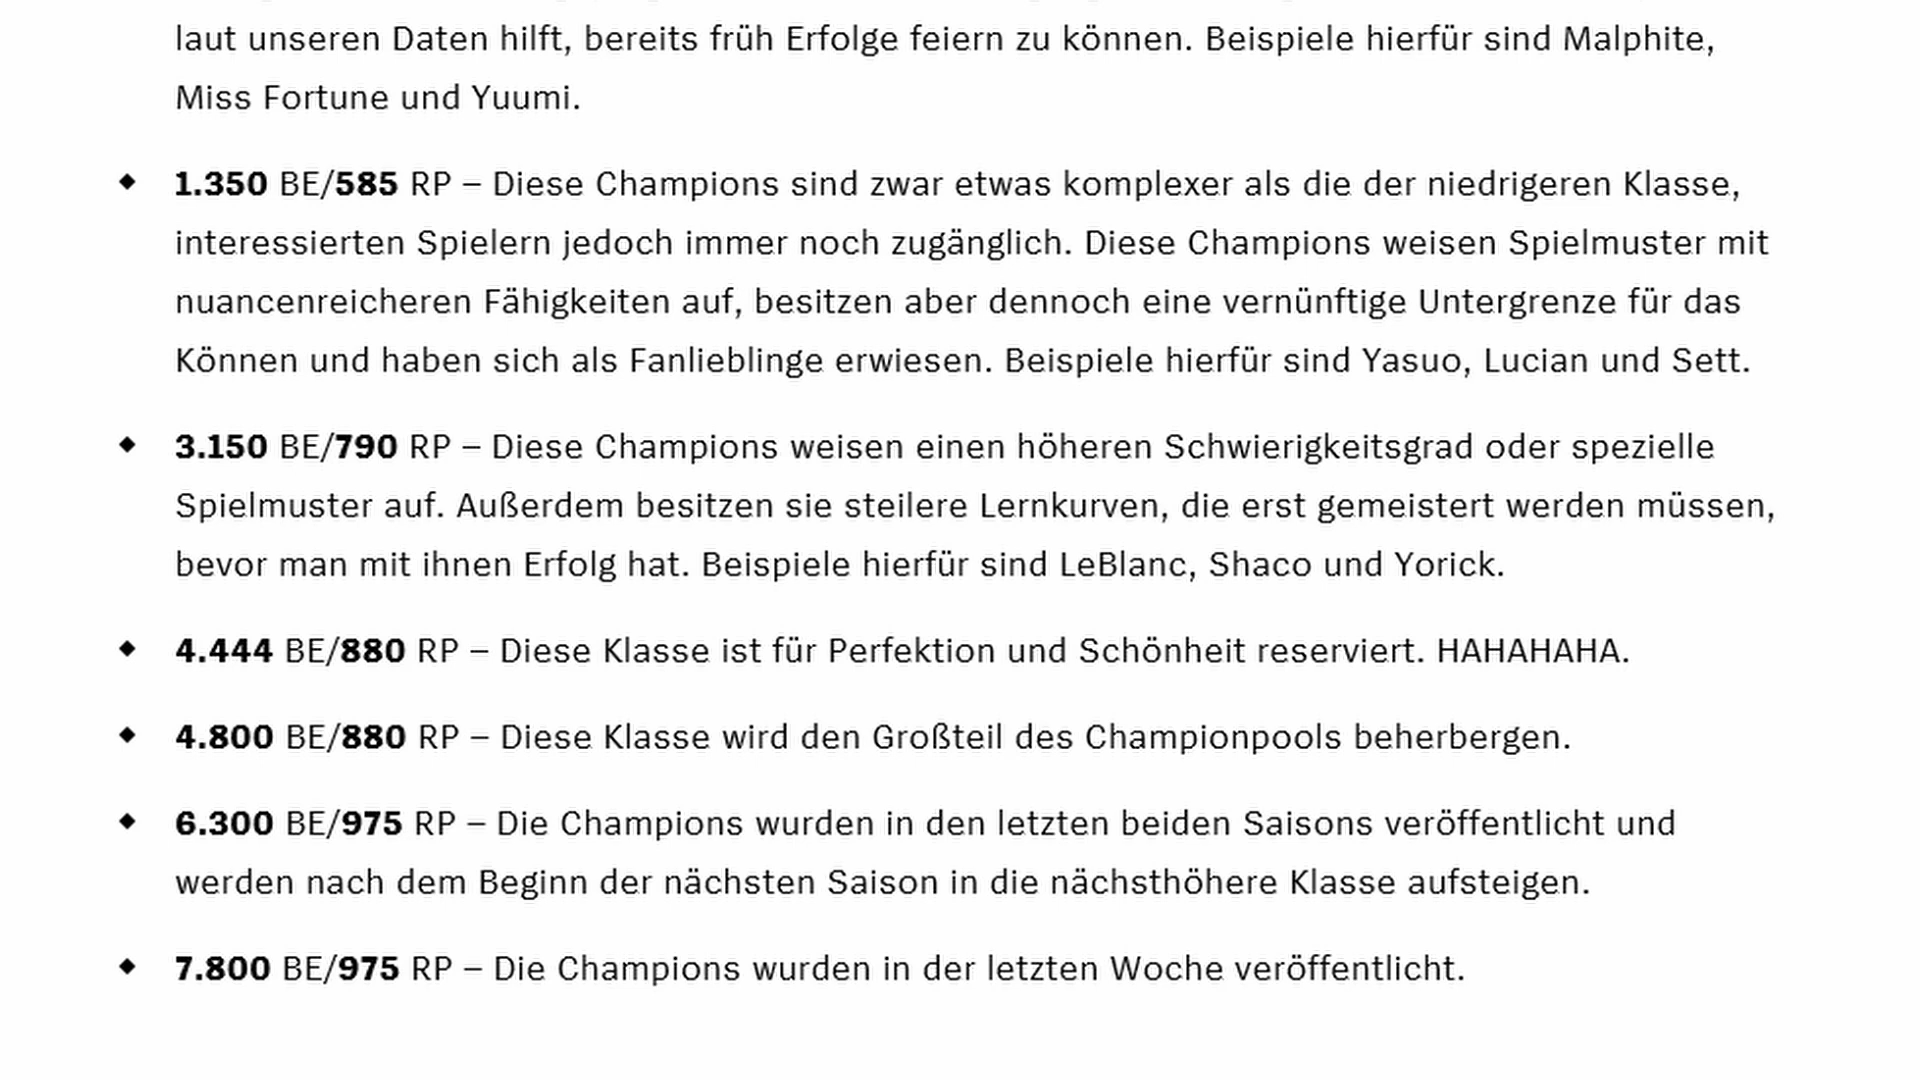 laut unseren Daten hilft, bereits früh Erfolge feiern zu können. Beispiele hierfür sind Malphite,
Miss Fortune und Yuumi.
◆ 1.350 BE/585 RP – Diese Champions sind zwar etwas komplexer als die der niedrigeren Klasse,
interessierten Spielern jedoch immer noch zugänglich. Diese Champions weisen Spielmuster mit
nuancenreicheren Fähigkeiten auf, besitzen aber dennoch eine vernünftige Untergrenze für das
Können und haben sich als Fanlieblinge erwiesen. Beispiele hierfür sind Yasuo, Lucian und Sett.
◆ 3.150 BE/790 RP – Diese Champions weisen einen höheren Schwierigkeitsgrad oder spezielle
Spielmuster auf. Außerdem besitzen sie steilere Lernkurven, die erst gemeistert werden müssen,
bevor man mit ihnen Erfolg hat. Beispiele hierfür sind LeBlanc, Shaco und Yorick.
◆ 4.444 BE/880 RP – Diese Klasse ist für Perfektion und Schönheit reserviert. HAHAHAHA.
◆ 4.800 BE/880 RP – Diese Klasse wird den Großteil des Championpools beherbergen.
◆ 6.300 BE/975 RP – Die Champions wurden in den letzten beiden Saisons veröffentlicht und
werden nach dem Beginn der nächsten Saison in die nächsthöhere Klasse aufsteigen.
◆ 7.800 BE/975 RP – Die Champions wurden in der letzten Woche veröffentlicht.